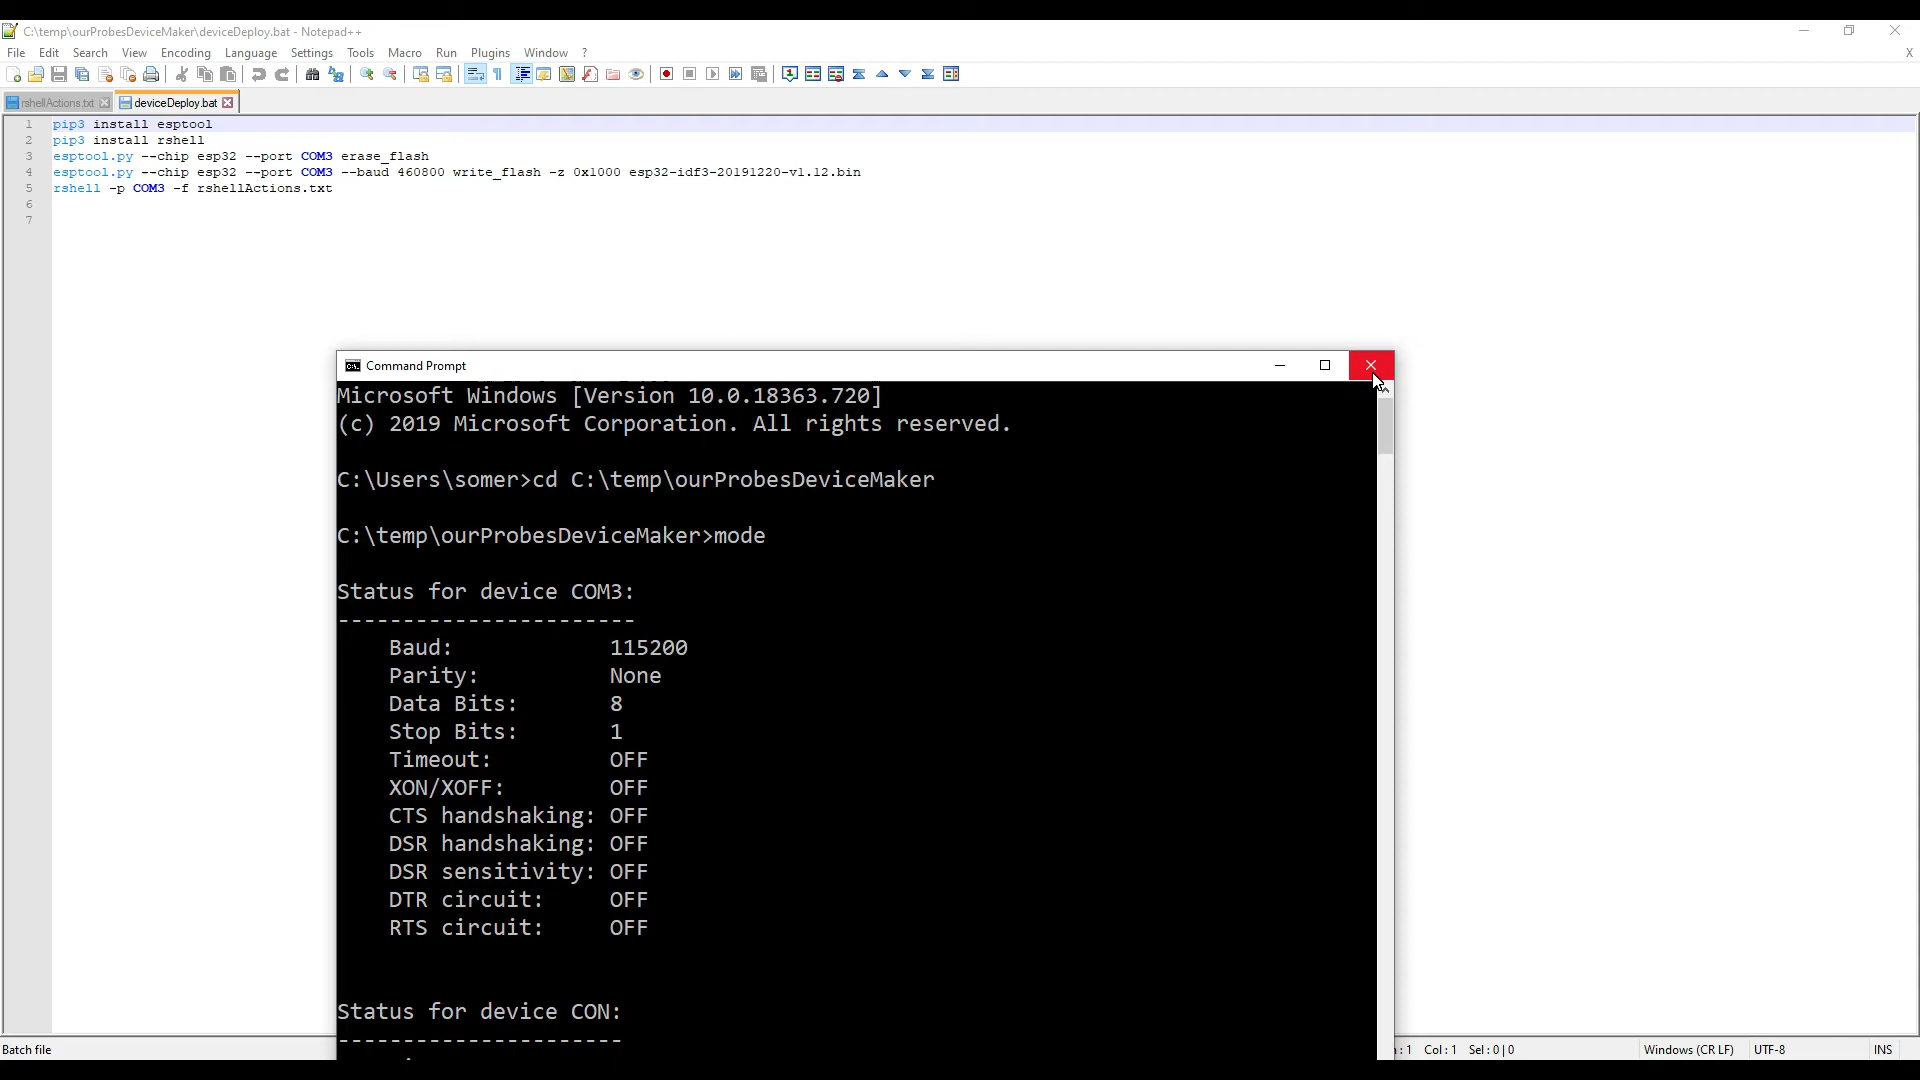 C:\temp\ourProbesDeviceMaker\deviceDeploy.bat - Notepad++
File Edit Search View Encoding Language Settings Tools Macro Run Plugins Window ? X
rshellActions.txt deviceDeploy.bat
1 pip3 install esptool
2 pip3 install rshell
3 esptool.py --chip esp32 --port COM3 erase_flash
4 esptool.py --chip esp32 --port COM3 --baud 460800 write_flash -z 0x1000 esp32-idf3-20191220-v1.12.bin
5 rshell -p COM3 -f rshellActions.txt
6
7
Command Prompt
Microsoft Windows [Version 10.0.18363.720]
(c) 2019 Microsoft Corporation. All rights reserved.
C:\Users\somer>cd C:\temp\ourProbesDeviceMaker
C:\temp\ourProbesDeviceMaker>mode
Status for device COM3:
-----------------------
Baud: 115200
Parity: None
Data Bits: 8
Stop Bits: 1
Timeout: OFF
XON/XOFF: OFF
CTS handshaking: OFF
DSR handshaking: OFF
DSR sensitivity: OFF
DTR circuit: OFF
RTS circuit: OFF
Status for device CON:
----------------------
Batch file : 1 Col : 1 Sel : 0 | 0 Windows (CR LF) UTF-8 INS